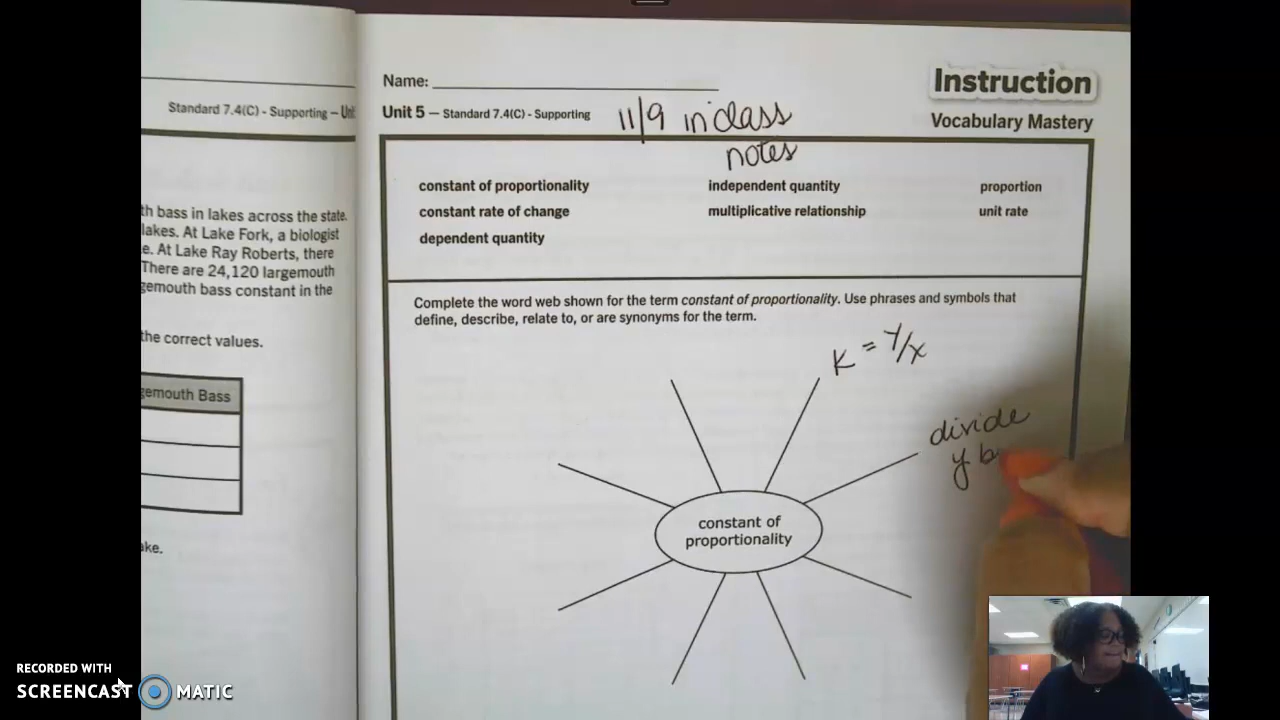 Standard 7.4(C) - Supporting – Uni
th bass in lakes across the state.
lakes. At Lake Fork, a biologist
e. At Lake Ray Roberts, there
There are 24,120 largemouth
gemouth bass constant in the
the correct values.
gemouth Bass
ake.
Name:
Instruction
Unit 5 — Standard 7.4(C) - Supporting
11/9 in class
notes
Vocabulary Mastery
constant of proportionality
independent quantity
proportion
constant rate of change
multiplicative relationship
unit rate
dependent quantity
Complete the word web shown for the term constant of proportionality. Use phrases and symbols that
define, describe, relate to, or are synonyms for the term.
K = Y/X
divide
y b
constant of
proportionality
RECORDED WITH
SCREENCAST MATIC